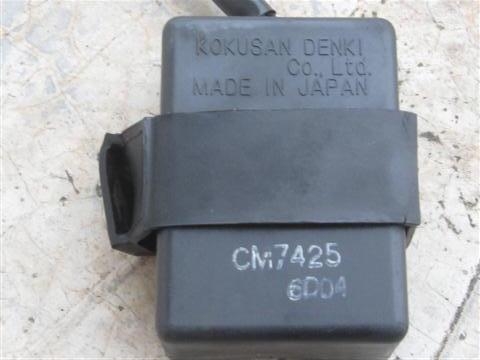 KOKUSAN DENKI
Co., Ltd.
MADE IN JAPAN
CM7425
6D04